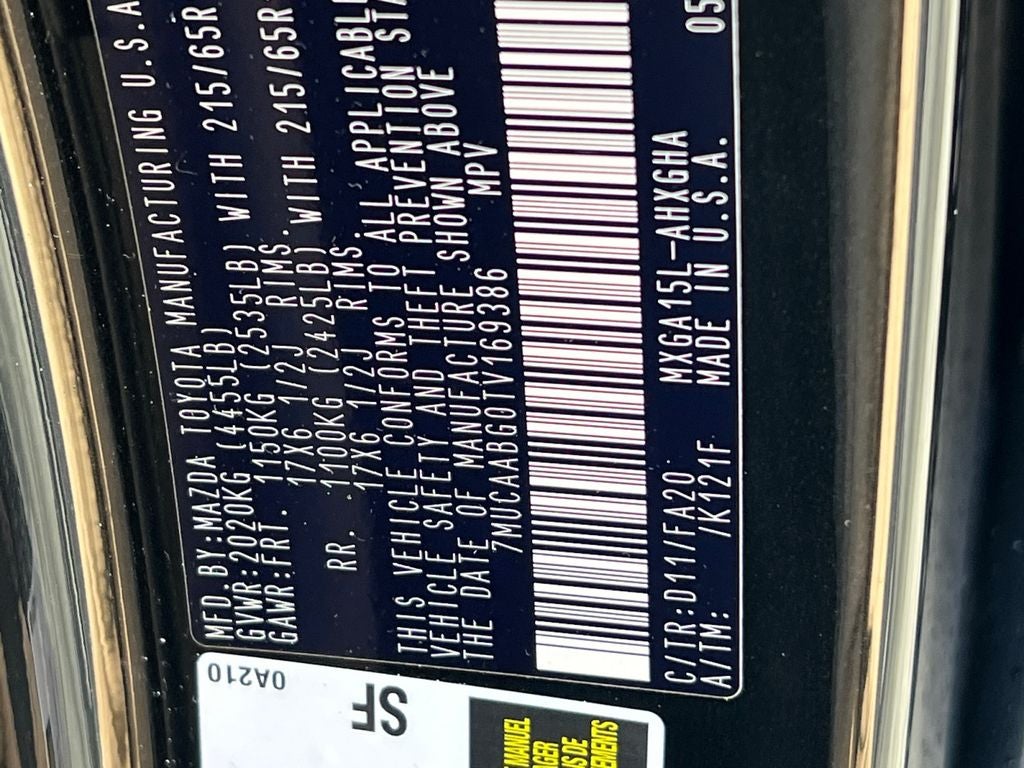 MFD.BY:MAZDA TOYOTA MANUFACTURING U.S.A
GVWR:2020KG (4455LB)
GAWR:FRT. 1150KG (2535LB) WITH 215/65R
17X6 1/2J RIMS.
RR. 1100KG (2425LB) WITH 215/65R
17X6 1/2J RIMS.
THIS VEHICLE CONFORMS TO ALL APPLICABL
VEHICLE SAFETY AND THEFT PREVENTION STA
THE DATE OF MANUFACTURE SHOWN ABOVE
7MUCAABG0TV169386 MPV
C/TR:D11/FA20 MXGA15L-AHXGHA 05
A/TM: /K121F MADE IN U.S.A.
0A210
SF
MANUEL